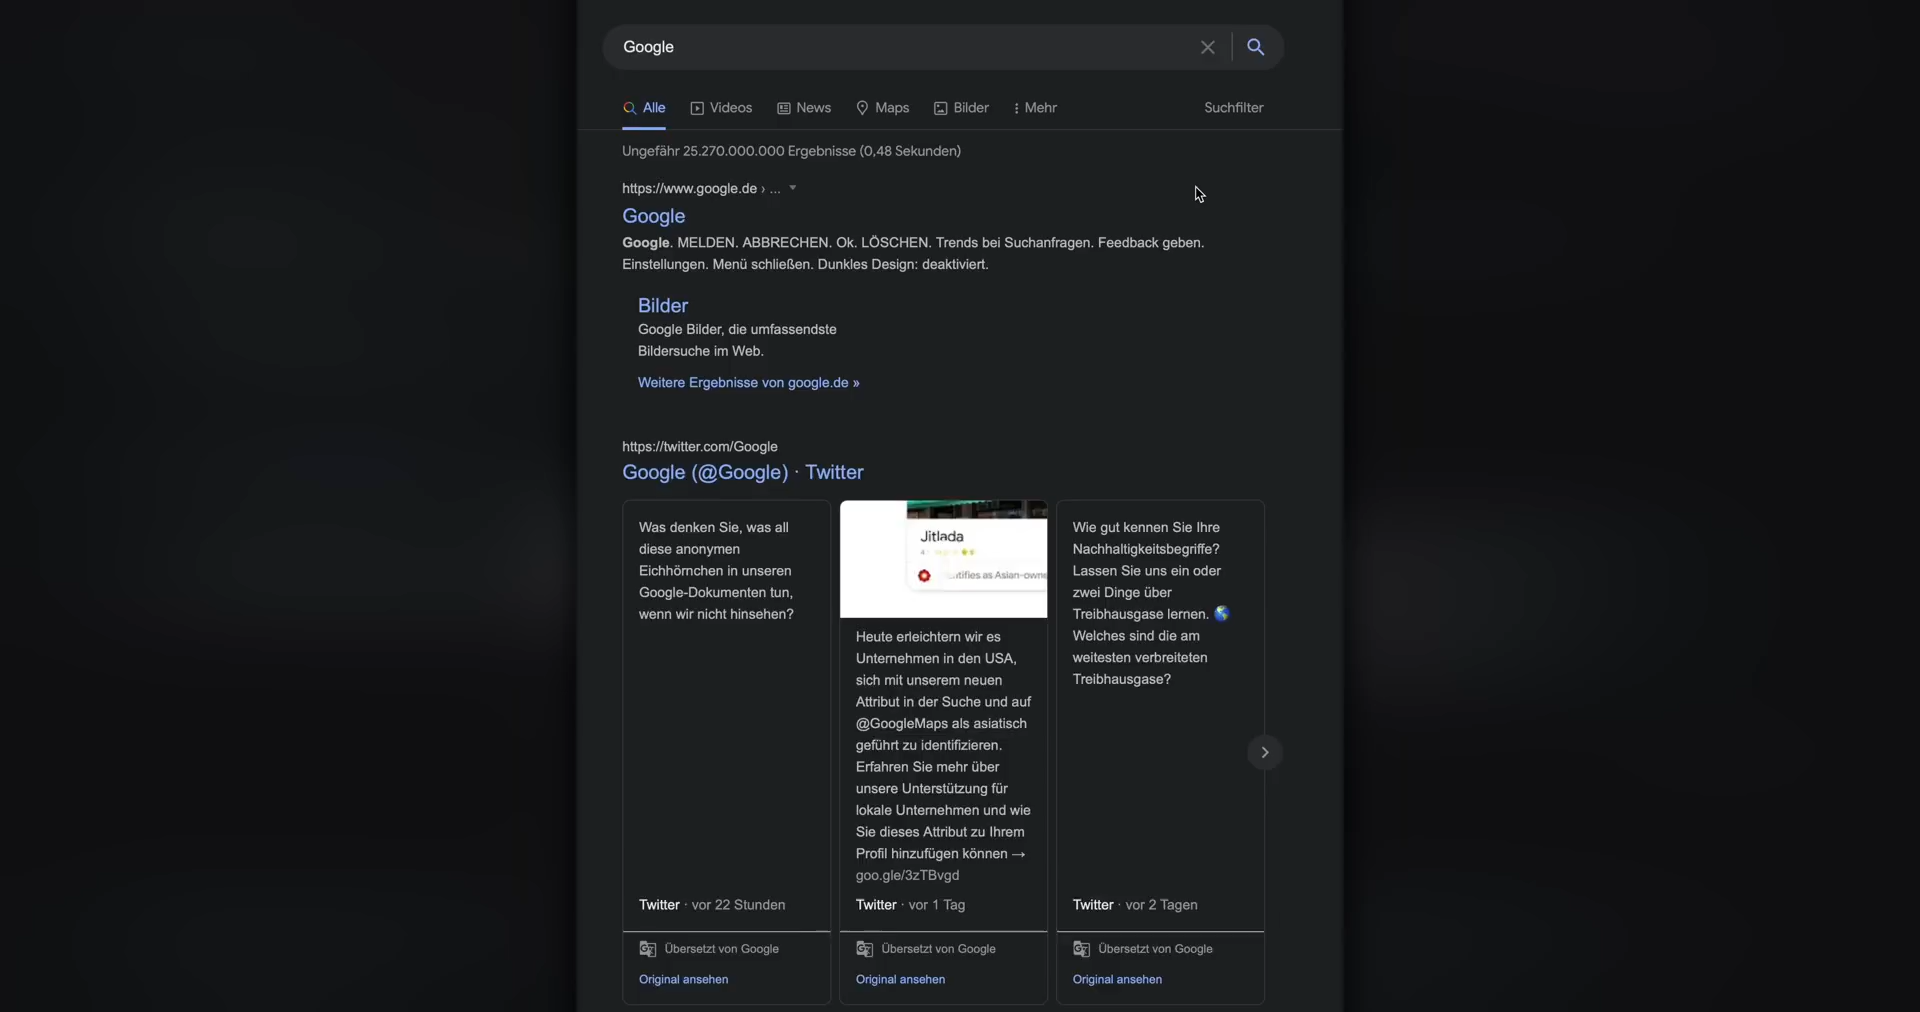 Google
Alle Videos News Maps Bilder Mehr Suchfilter
Ungefähr 25.270.000.000 Ergebnisse (0,48 Sekunden)
https://www.google.de › ...
Google
Google. MELDEN. ABBRECHEN. Ok. LÖSCHEN. Trends bei Suchanfragen. Feedback geben.
Einstellungen. Menü schließen. Dunkles Design: deaktiviert.
Bilder
Google Bilder, die umfassendste
Bildersuche im Web.
Weitere Ergebnisse von google.de »
https://twitter.com/Google
Google (@Google) · Twitter
Was denken Sie, was all
diese anonymen
Eichhörnchen in unseren
Google-Dokumenten tun,
wenn wir nicht hinsehen?
Twitter · vor 22 Stunden
Übersetzt von Google
Original ansehen
Jitlada
Asian-owne
Heute erleichtern wir es
Unternehmen in den USA,
sich mit unserem neuen
Attribut in der Suche und auf
@GoogleMaps als asiatisch
geführt zu identifizieren.
Erfahren Sie mehr über
unsere Unterstützung für
lokale Unternehmen und wie
Sie dieses Attribut zu Ihrem
Profil hinzufügen können →
goo.gle/3zTBvgd
Twitter · vor 1 Tag
Übersetzt von Google
Original ansehen
Wie gut kennen Sie Ihre
Nachhaltigkeitsbegriffe?
Lassen Sie uns ein oder
zwei Dinge über
Treibhausgase lernen. 🌎
Welches sind die am
weitesten verbreiteten
Treibhausgase?
Twitter · vor 2 Tagen
Übersetzt von Google
Original ansehen